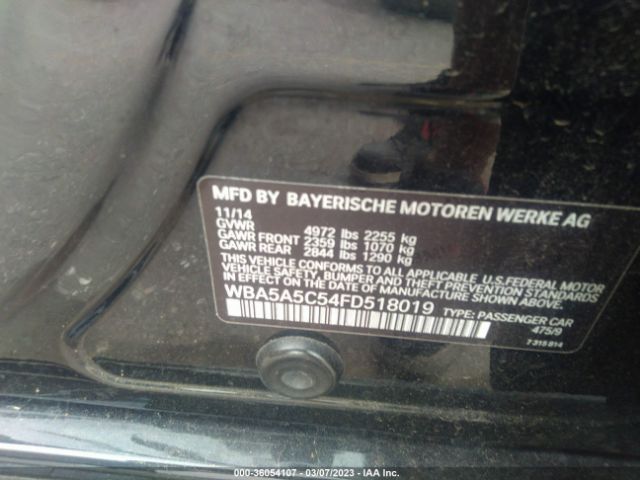 MFD BY BAYERISCHE MOTOREN WERKE AG
11/14
GVWR 4972 lbs 2255 kg
GAWR FRONT 2359 lbs 1070 kg
GAWR REAR 2844 lbs 1290 kg
THIS VEHICLE CONFORMS TO ALL APPLICABLE U.S.FEDERAL MOTOR
VEHICLE SAFETY, BUMPER AND THEFT PREVENTION STANDARDS
IN EFFECT ON THE DATE OF MANUFACTURE SHOWN ABOVE.
WBA5A5C54FD518019 TYPE: PASSENGER CAR
475/9
7 315 814
000-36054107 - 03/07/2023 - IAA Inc.